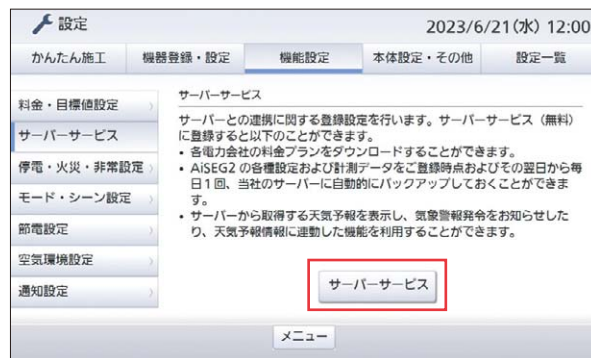 設定
2023/6/21(水) 12:00
かんたん施工 機器登録・設定 機能設定 本体設定・その他 設定一覧
料金・目標値設定
サーバーサービス
停電・火災・非常設定
モード・シーン設定
節電設定
空気環境設定
通知設定
サーバーサービス
サーバーとの連携に関する登録設定を行います。サーバーサービス（無料）
に登録すると以下のことができます。
・各電力会社の料金プランをダウンロードすることができます。
・AiSEG2 の各種設定および計測データをご登録時点およびその翌日から毎
日1回、当社のサーバーに自動的にバックアップしておくことができま
す。
・サーバーから取得する天気予報を表示し、気象警報発令をお知らせした
り、天気予報情報に連動した機能を利用することができます。
サーバーサービス
メニュー